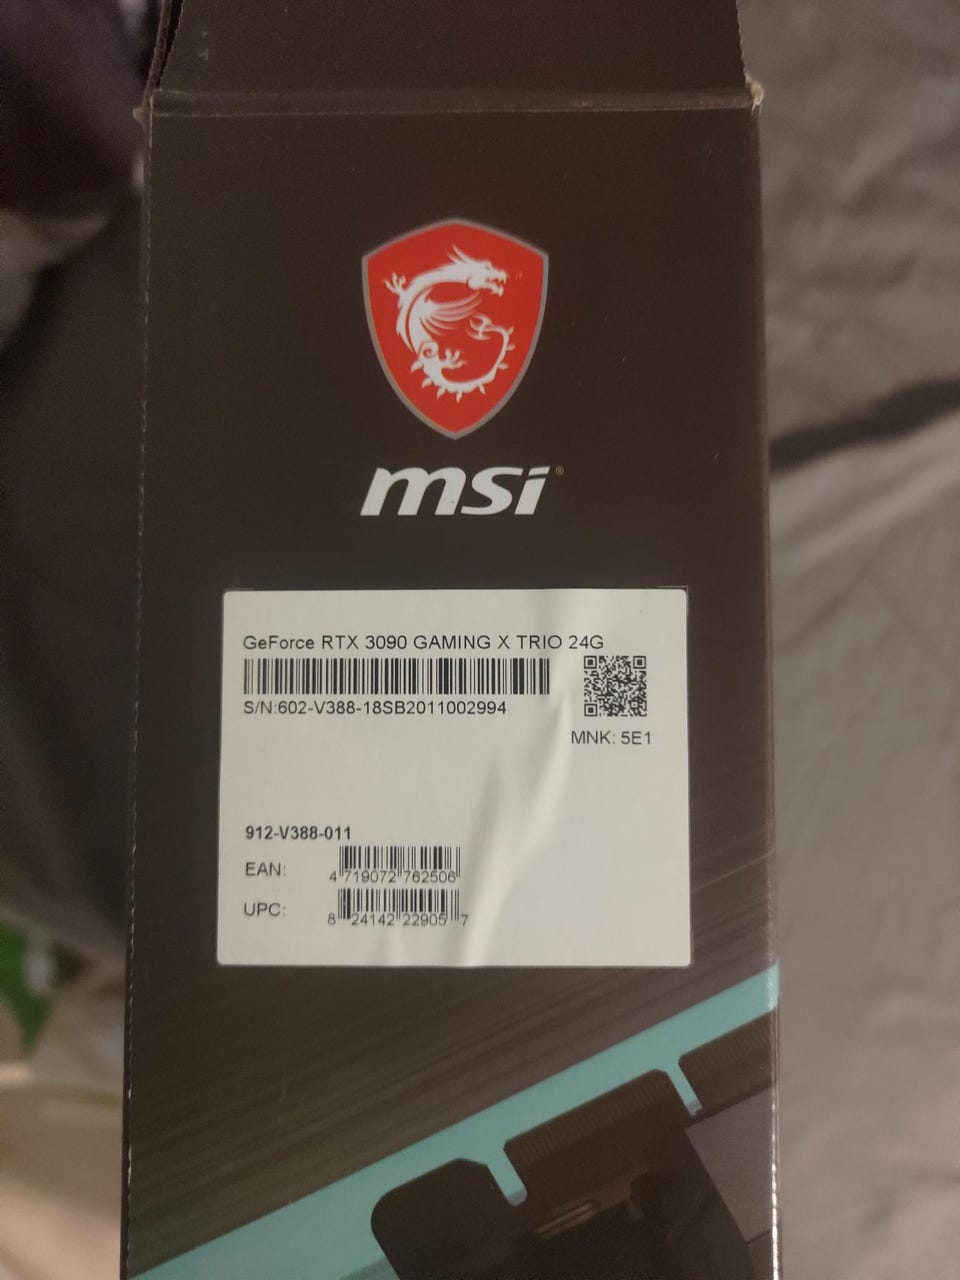 msi®
GeForce RTX 3090 GAMING X TRIO 24G
S/N:602-V388-18SB2011002994
MNK: 5E1
912-V388-011
EAN: 4 719072 762506
UPC: 8 24142 22905 7